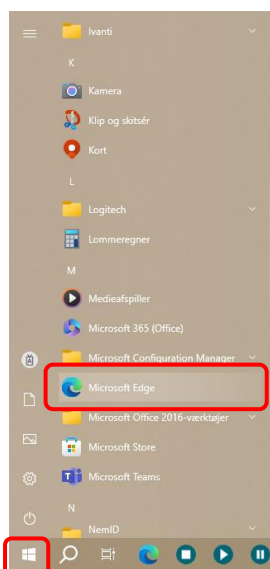 Ivanti
K
Kamera
Klip og skitsér
Kort
L
Logitech
Lommeregner
M
Medieafspiller
Microsoft 365 (Office)
Microsoft Configuration Manager
Microsoft Edge
Microsoft Office 2016-værktøjer
Microsoft Store
Microsoft Teams
N
NemID